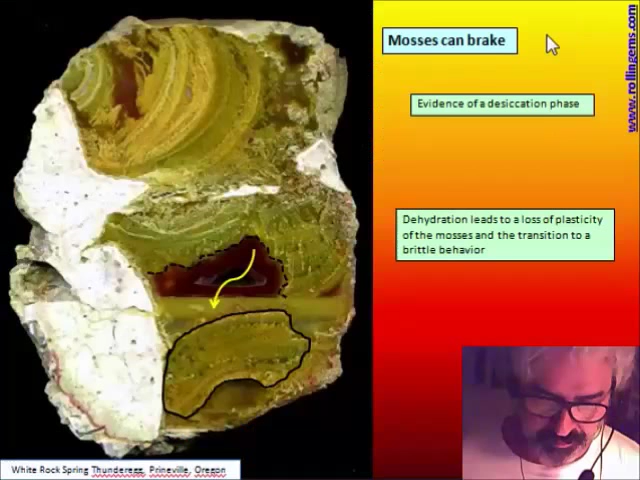 Mosses can brake
www.rollingems.com
Evidence of a desiccation phase
Dehydration leads to a loss of plasticity
of the mosses and the transition to a
brittle behavior
White Rock Spring Thunderegg, Prineville, Oregon